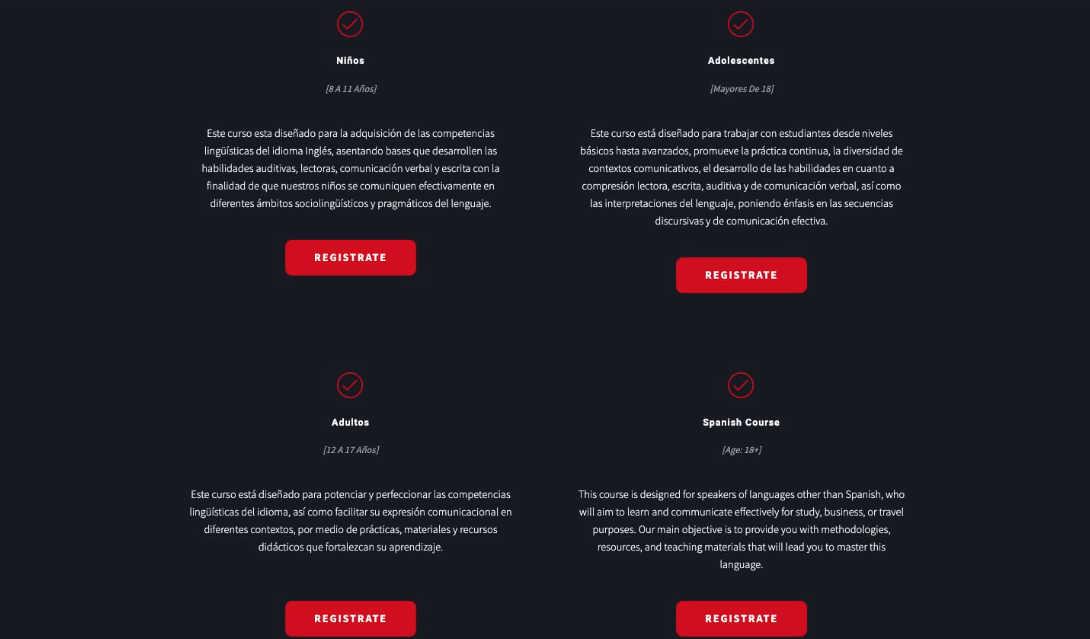 Niños
[8 A 11 Años]
Este curso esta diseñado para la adquisición de las competencias
lingüísticas del idioma Inglés, asentando bases que desarrollen las
habilidades auditivas, lectoras, comunicación verbal y escrita con la
finalidad de que nuestros niños se comuniquen efectivamente en
diferentes ámbitos sociolingüísticos y pragmáticos del lenguaje.
REGISTRATE
Adolescentes
[Mayores De 18]
Este curso está diseñado para trabajar con estudiantes desde niveles
básicos hasta avanzados, promueve la práctica continua, la diversidad de
contextos comunicativos, el desarrollo de las habilidades en cuanto a
compresión lectora, escrita, auditiva y de comunicación verbal, así como
las interpretaciones del lenguaje, poniendo énfasis en las secuencias
discursivas y de comunicación efectiva.
REGISTRATE
Adultos
[12 A 17 Años]
Este curso está diseñado para potenciar y perfeccionar las competencias
lingüísticas del idioma, así como facilitar su expresión comunicacional en
diferentes contextos, por medio de prácticas, materiales y recursos
didácticos que fortalezcan su aprendizaje.
REGISTRATE
Spanish Course
[Age: 18+]
This course is designed for speakers of languages other than Spanish, who
will aim to learn and communicate effectively for study, business, or travel
purposes. Our main objective is to provide you with methodologies,
resources, and teaching materials that will lead you to master this
language.
REGISTRATE